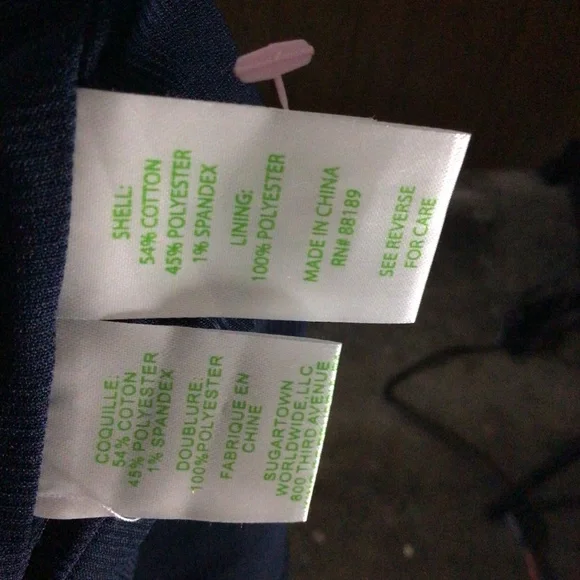 SHELL:
54% COTTON
45% POLYESTER
1% SPANDEX
LINING:
100% POLYESTER
MADE IN CHINA
RN# 88189
SEE REVERSE
FOR CARE
COQUILLE:
54% COTON
45% POLYESTER
1% SPANDEX
DOUBLURE:
100%POLYESTER
FABRIQUE EN
CHINE
SUGARTOWN
WORLDWIDE, LLC
800 THIRD AVENUE